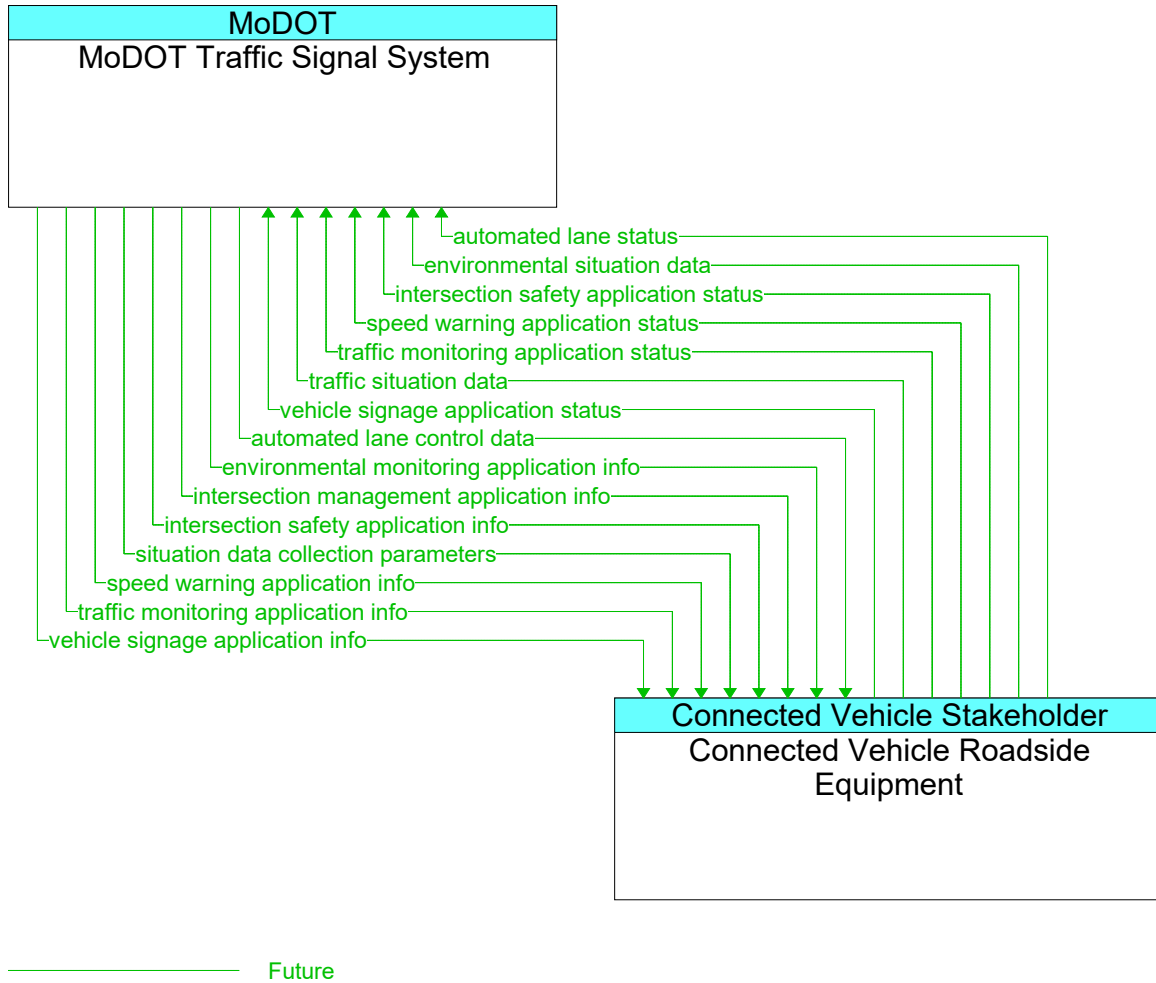 MoDOT
MoDOT Traffic Signal System
automated lane status
environmental situation data
intersection safety application status
speed warning application status
traffic monitoring application status
traffic situation data
vehicle signage application status
automated lane control data
environmental monitoring application info
intersection management application info
intersection safety application info
situation data collection parameters
speed warning application info
traffic monitoring application info
vehicle signage application info
Connected Vehicle Stakeholder
Connected Vehicle Roadside
Equipment
Future